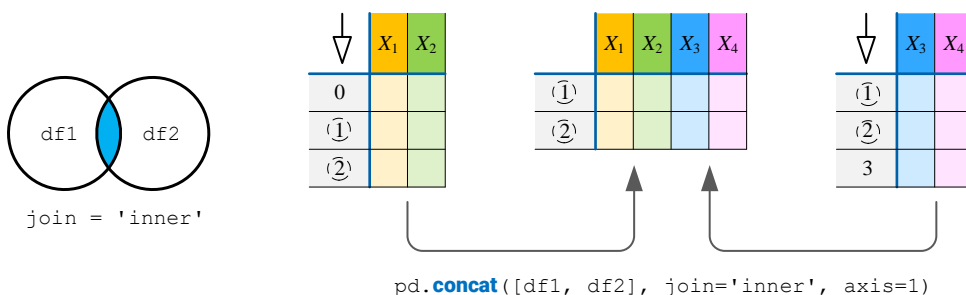 X1 X2
X1 X2 X3 X4
X3 X4
0
1
1
1
df1 df2
1
2
2
2
3
join = 'inner'
pd.concat([df1, df2], join='inner', axis=1)